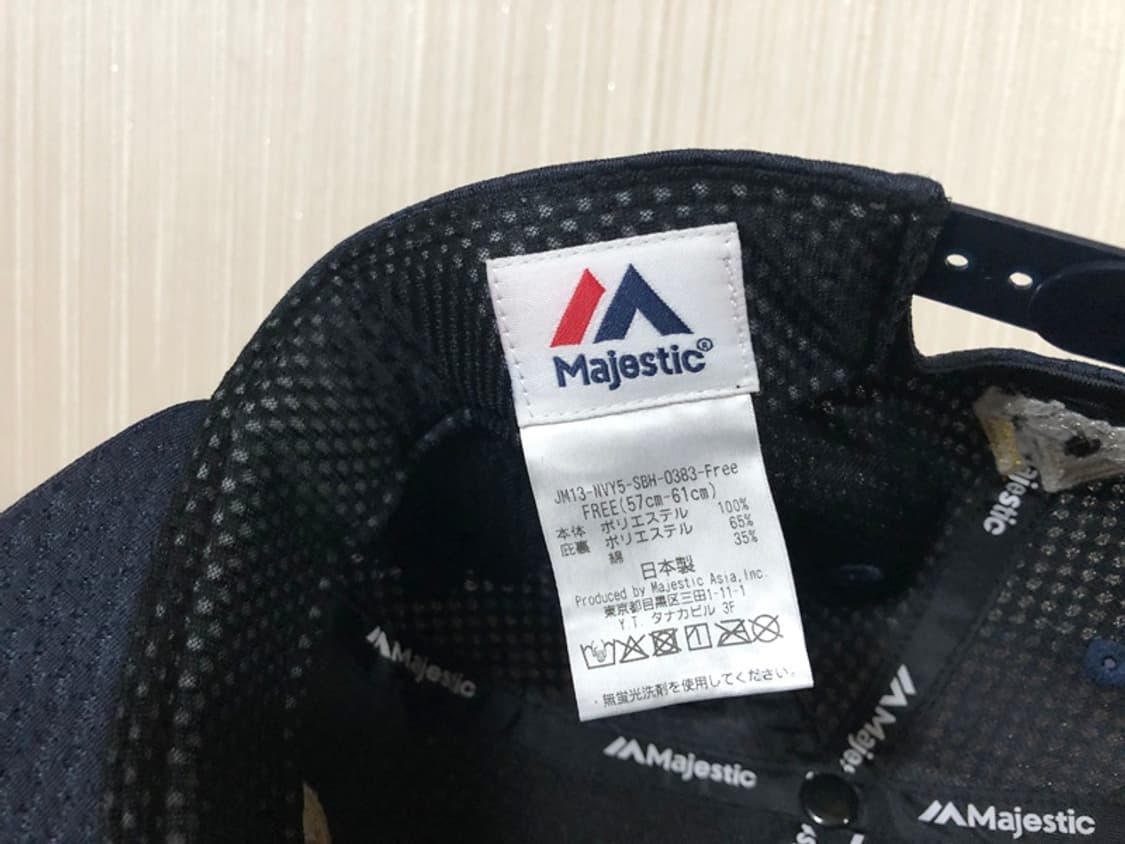 Majestic®
JM13-NVY5-SBH-0383-Free
FREE(57cm-61cm)
本体 ポリエステル 100%
庇裏 ポリエステル 65%
綿 35%
日本製
Produced by Majestic Asia,Inc.
東京都目黒区三田1-11-1
Y.T. タナカビル 3F
・無蛍光洗剤を使用してください。
Majestic
Majestic
Majestic
Majestic